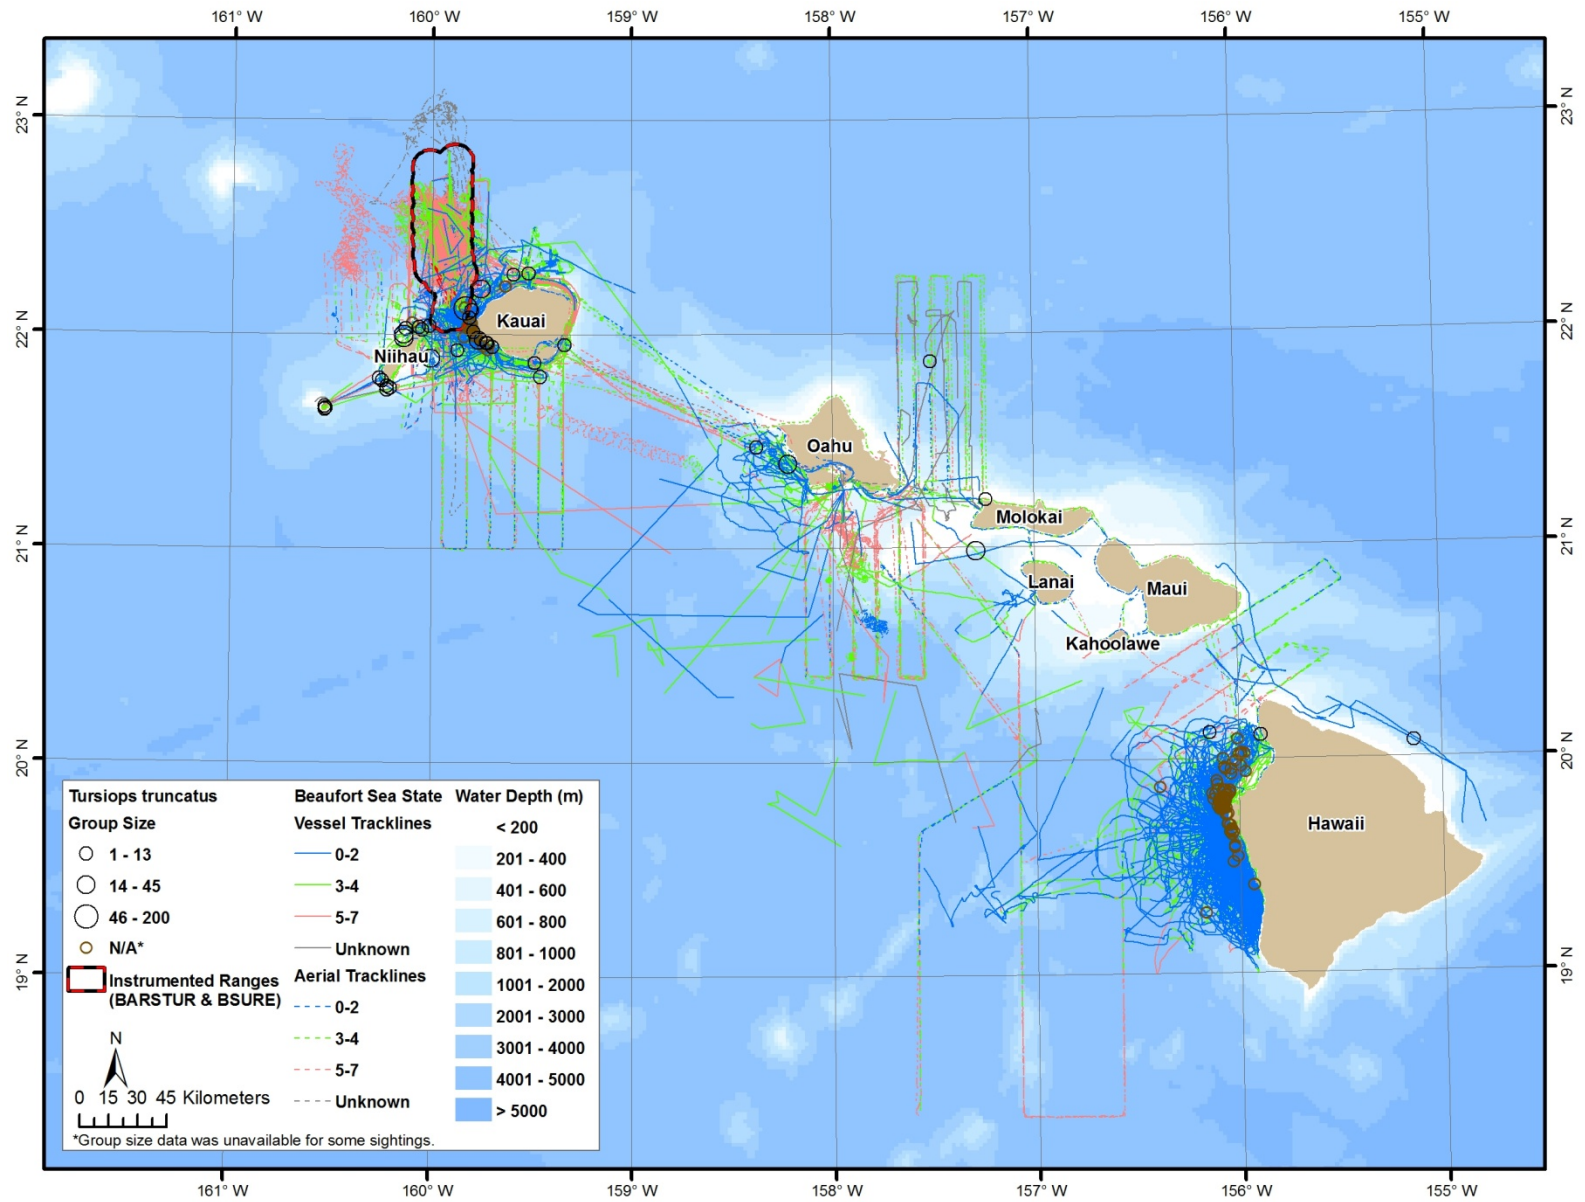 161° W 160° W 159° W 158° W 157° W 156° W 155° W
23° N 23° N
22° N 22° N
21° N 21° N
20° N 20° N
19° N 19° N
Kauai
Niihau
Oahu
Molokai
Lanai
Maui
Kahoolawe
Hawaii
Tursiops truncatus
Group Size
1 - 13
14 - 45
46 - 200
N/A*
Instrumented Ranges
(BARSTUR & BSURE)
N
0 15 30 45 Kilometers
*Group size data was unavailable for some sightings.
Beaufort Sea State
Vessel Tracklines
0-2
3-4
5-7
Unknown
Aerial Tracklines
0-2
3-4
5-7
Unknown
Water Depth (m)
< 200
201 - 400
401 - 600
601 - 800
801 - 1000
1001 - 2000
2001 - 3000
3001 - 4000
4001 - 5000
> 5000
161° W 160° W 159° W 158° W 157° W 156° W 155° W